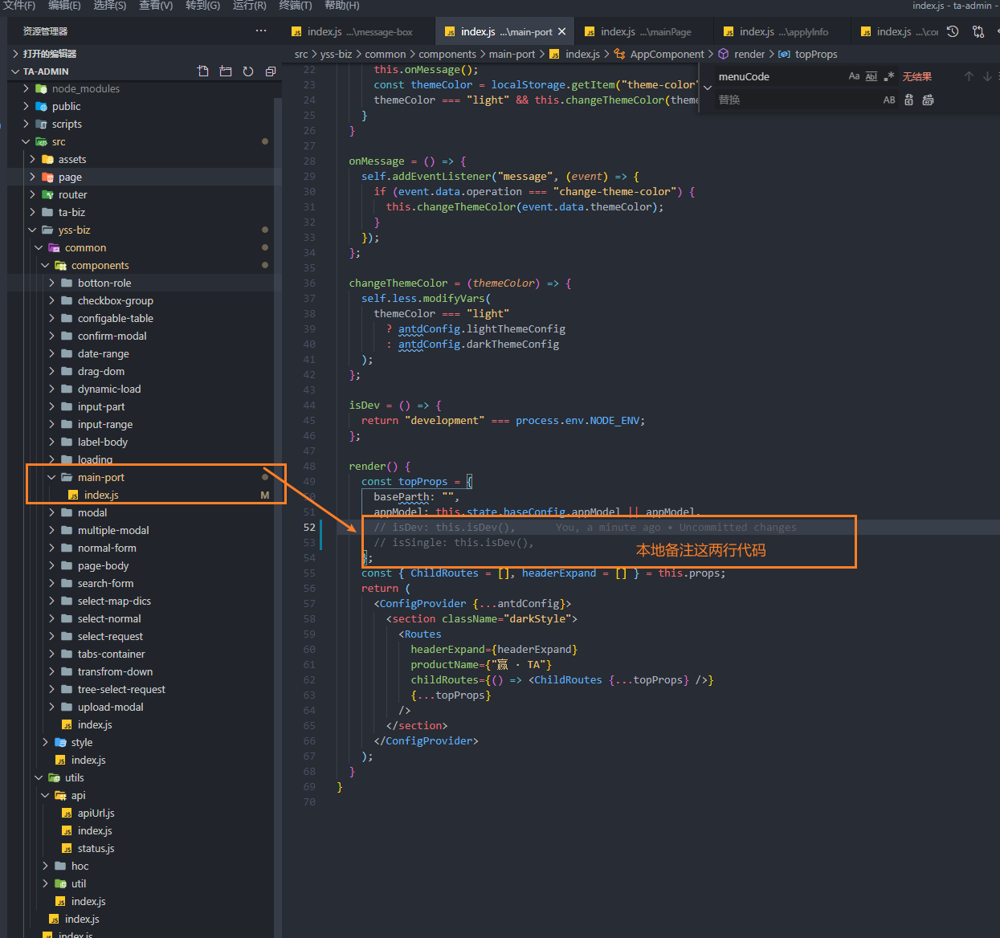 文件(F) 编辑(E) 选择(S) 查看(V) 转到(G) 运行(R) 终端(T) 帮助(H)
index.js - ta-admin -
资源管理器 ···
打开的编辑器
TA-ADMIN
node_modules
public
scripts
src
assets
page
router
ta-biz
yss-biz
common
components
botton-role
checkbox-group
configable-table
confirm-modal
date-range
drag-dom
dynamic-load
input-part
input-range
label-body
loading
main-port
index.js M
modal
multiple-modal
normal-form
page-body
search-form
select-map-dics
select-normal
select-request
tabs-container
transfrom-down
tree-select-request
upload-modal
index.js
style
index.js
utils
api
apiUrl.js
index.js
status.js
hoc
util
index.js
index.js
index.js
index.js ...\message-box
index.js ...\main-port
index.js ...\mainPage
index.js ...\applyInfo
index.js ...\coı
src > yss-biz > common > components > main-port > index.js > AppComponent > render > topProps
menuCode Aa Abl .* 无结果
替换 AB
22 this.onMessage();
23 const themeColor = localStorage.getItem("theme-color"
24 themeColor === "light" && this.changeThemeColor(theme
25 }
26 }
27
28 onMessage = () => {
29 self.addEventListener("message", (event) => {
30 if (event.data.operation === "change-theme-color") {
31 this.changeThemeColor(event.data.themeColor);
32 }
33 });
34 };
35
36 changeThemeColor = (themeColor) => {
37 self.less.modifyVars(
38 themeColor === "light"
39 ? antdConfig.lightThemeConfig
40 : antdConfig.darkThemeConfig
41 );
42 };
43
44 isDev = () => {
45 return "development" === process.env.NODE_ENV;
46 };
47
48 render() {
49 const topProps = {
50 baseParth: "",
51 appModel: this.state.baseConfig.appModel || appModel,
52 // isDev: this.isDev(), You, a minute ago • Uncommitted changes
53 // isSingle: this.isDev(),
本地备注这两行代码
54 };
55 const { ChildRoutes = [], headerExpand = [] } = this.props;
56 return (
57 <ConfigProvider {...antdConfig}>
58 <section className="darkStyle">
59 <Routes
60 headerExpand={headerExpand}
61 productName={"赢 · TA"}
62 childRoutes={() => <ChildRoutes {...topProps} />}
63 {...topProps}
64 />
65 </section>
66 </ConfigProvider>
67 );
68 }
69 }
70